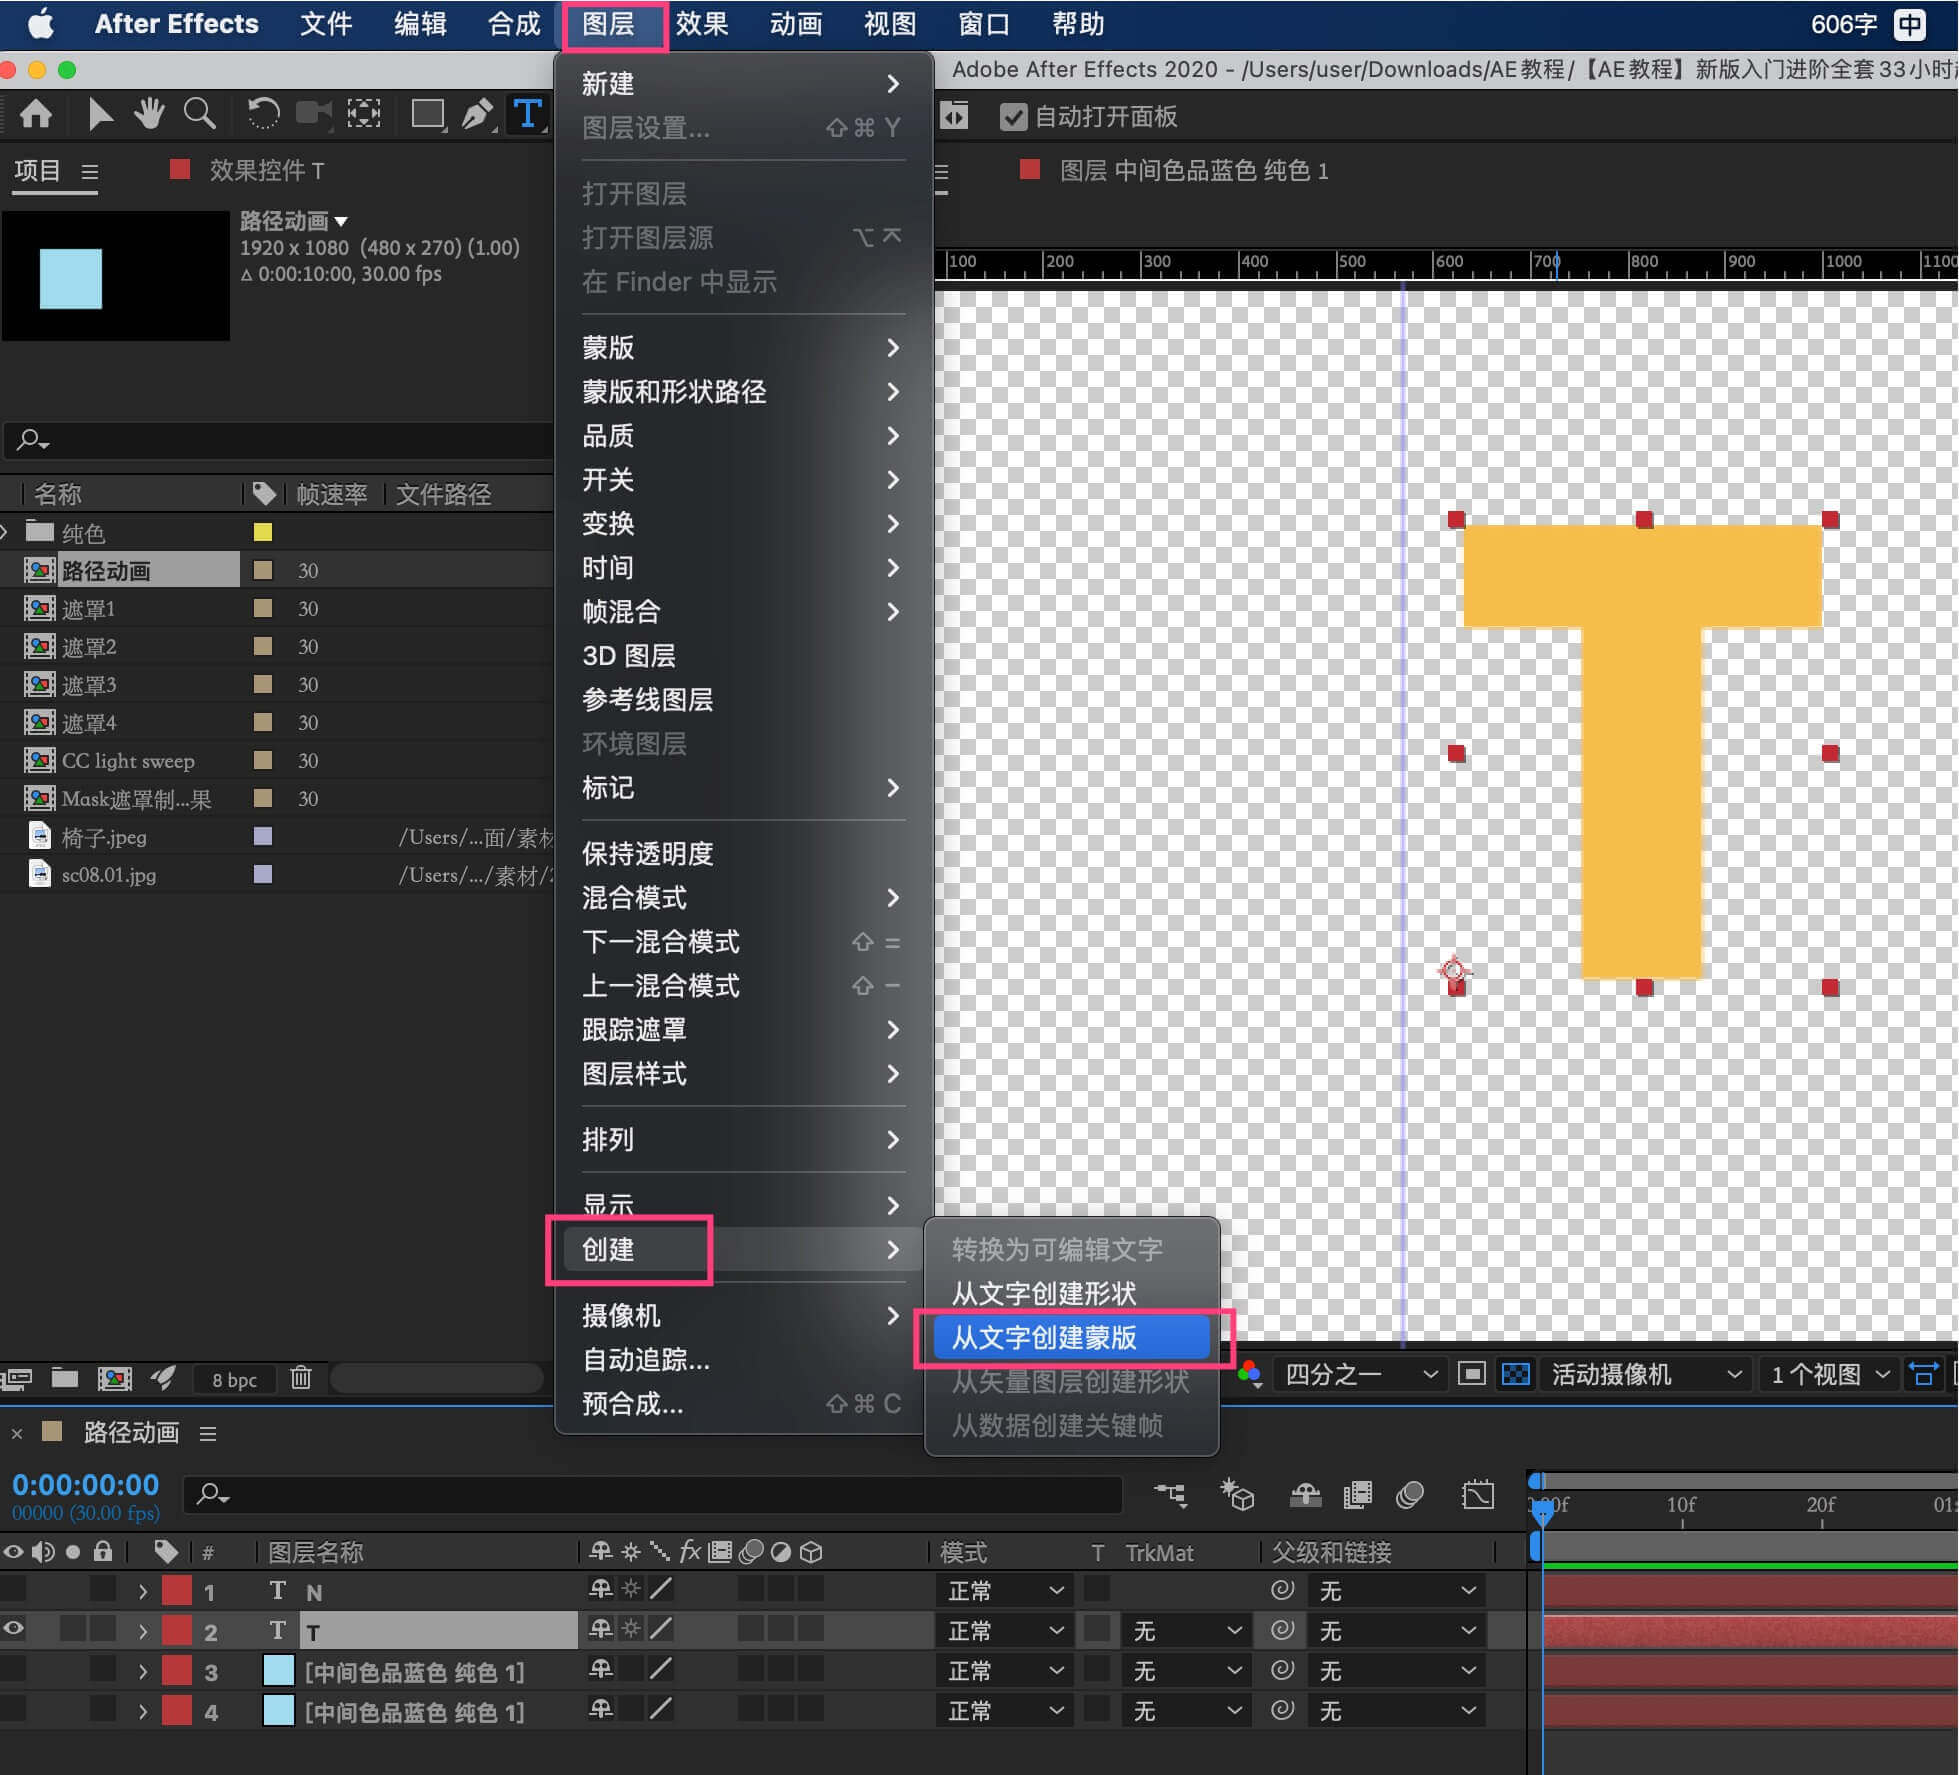 After Effects 文件 编辑 合成 图层 效果 动画 视图 窗口 帮助 606字 中
Adobe After Effects 2020 - /Users/user/Downloads/AE教程/【AE教程】新版入门进阶全套33小时
自动打开面板
项目 效果控件 T
图层 中间色品蓝色 纯色 1
路径动画
1920 x 1080 (480 x 270) (1.00)
Δ 0:00:10:00, 30.00 fps
名称 帧速率 文件路径
纯色
路径动画 30
遮罩1 30
遮罩2 30
遮罩3 30
遮罩4 30
CC light sweep 30
Mask遮罩制...果 30
椅子.jpeg /Users/...面/素材
sc08.01.jpg /Users/.../素材/
8 bpc
新建
图层设置... ⇧⌘ Y
打开图层
打开图层源
在 Finder 中显示
蒙版
蒙版和形状路径
品质
开关
变换
时间
帧混合
3D 图层
参考线图层
环境图层
标记
保持透明度
混合模式
下一混合模式 ⇧ =
上一混合模式 ⇧ −
跟踪遮罩
图层样式
排列
显示
创建
摄像机
自动追踪...
预合成... ⇧⌘ C
转换为可编辑文字
从文字创建形状
从文字创建蒙版
从矢量图层创建形状
从数据创建关键帧
100 200 300 400 500 600 700 800 900 1000 1100
T
四分之一 活动摄像机 1 个视图
路径动画
0:00:00:00
00000 (30.00 fps)
10f 20f 01:
# 图层名称 fx 模式 T TrkMat 父级和链接
1 T N 正常 无
2 T T 正常 无 无
3 [中间色品蓝色 纯色 1] 正常 无 无
4 [中间色品蓝色 纯色 1] 正常 无 无